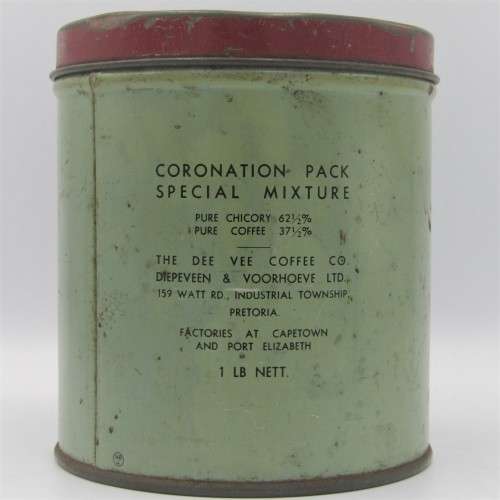 CORONATION PACK
SPECIAL MIXTURE
PURE CHICORY 62½%
PURE COFFEE 37½%
THE DEE VEE COFFEE CO.
DIEPEVEEN & VOORHOEVE LTD.,
159 WATT RD., INDUSTRIAL TOWNSHIP,
PRETORIA.
FACTORIES AT CAPETOWN
AND PORT ELIZABETH
1 LB NETT.